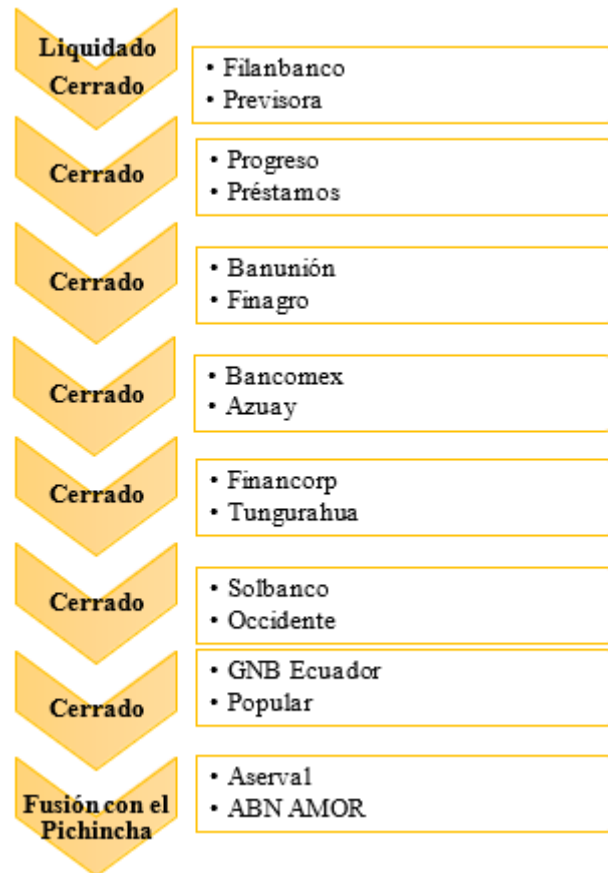 Liquidado
Cerrado
• Filanbanco
• Previsora
Cerrado
• Progreso
• Préstamos
Cerrado
• Banunión
• Finagro
Cerrado
• Bancomex
• Azuay
Cerrado
• Financorp
• Tungurahua
Cerrado
• Solbanco
• Occidente
Cerrado
• GNB Ecuador
• Popular
Fusión con el
Pichincha
• Aserval
• ABN AMOR